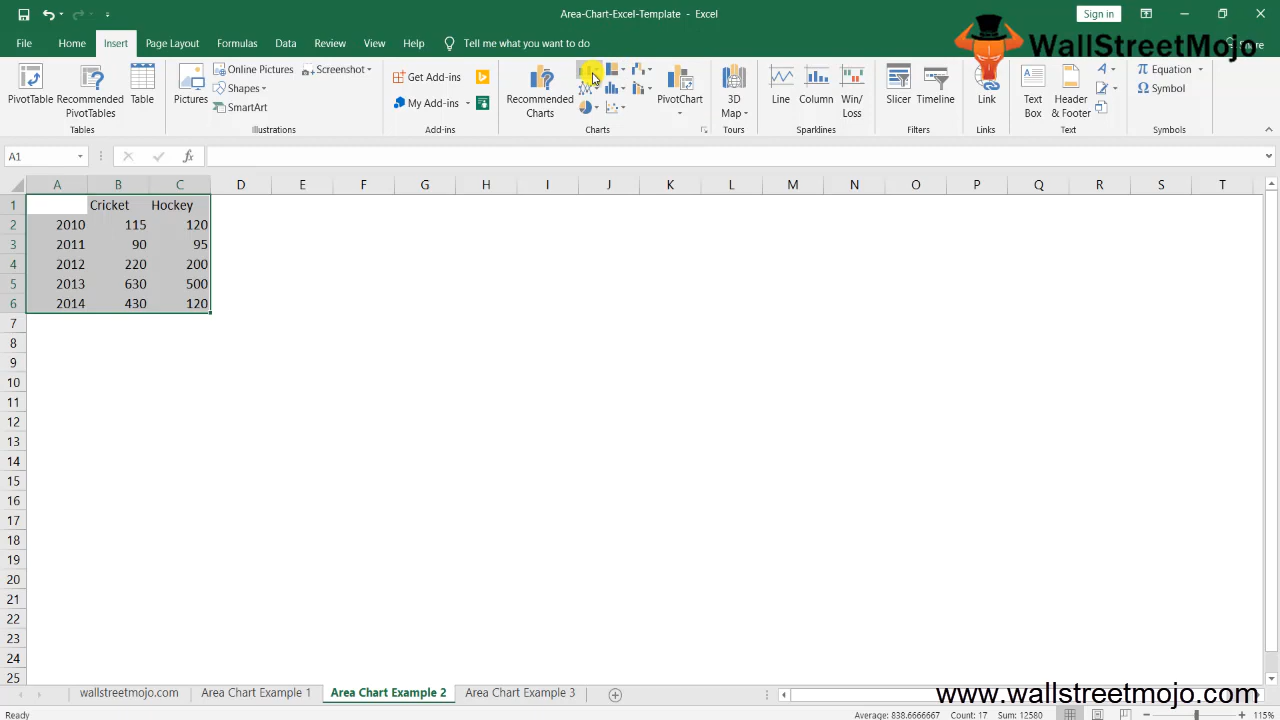 Area-Chart-Excel-Template - Excel
Sign in
File Home Insert Page Layout Formulas Data Review View Help Tell me what you want to do
Share
WallStreetMojo
PivotTable Recommended PivotTables Table
Tables
Pictures Online Pictures Shapes SmartArt Screenshot
Illustrations
Get Add-ins
My Add-ins
Add-ins
Recommended Charts
PivotChart
Charts
3D Map
Tours
Line Column Win/Loss
Sparklines
Slicer Timeline
Filters
Link
Links
Text Box Header & Footer
Text
Equation
Symbol
Symbols
A1
fx
A B C D E F G H I J K L M N O P Q R S T
1 Cricket Hockey
2 2010 115 120
3 2011 90 95
4 2012 220 200
5 2013 630 500
6 2014 430 120
7
8
9
10
11
12
13
14
15
16
17
18
19
20
21
22
23
24
25
wallstreetmojo.com Area Chart Example 1 Area Chart Example 2 Area Chart Example 3
www.wallstreetmojo.com
Ready Average: 838.6666667 Count: 17 Sum: 12580 115%